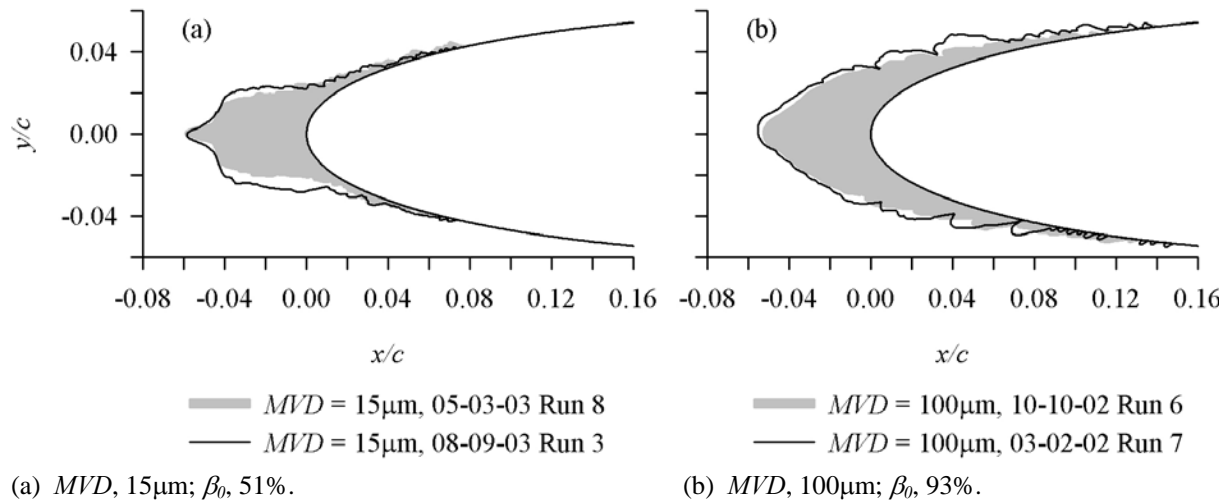 (a)
(b)
0.04
0.00
-0.04
y/c
-0.08 -0.04 0.00 0.04 0.08 0.12 0.16
-0.08 -0.04 0.00 0.04 0.08 0.12 0.16
x/c
x/c
MVD = 15μm, 05-03-03 Run 8
MVD = 15μm, 08-09-03 Run 3
MVD = 100μm, 10-10-02 Run 6
MVD = 100μm, 03-02-02 Run 7
(a) MVD, 15μm; β0, 51%.
(b) MVD, 100μm; β0, 93%.